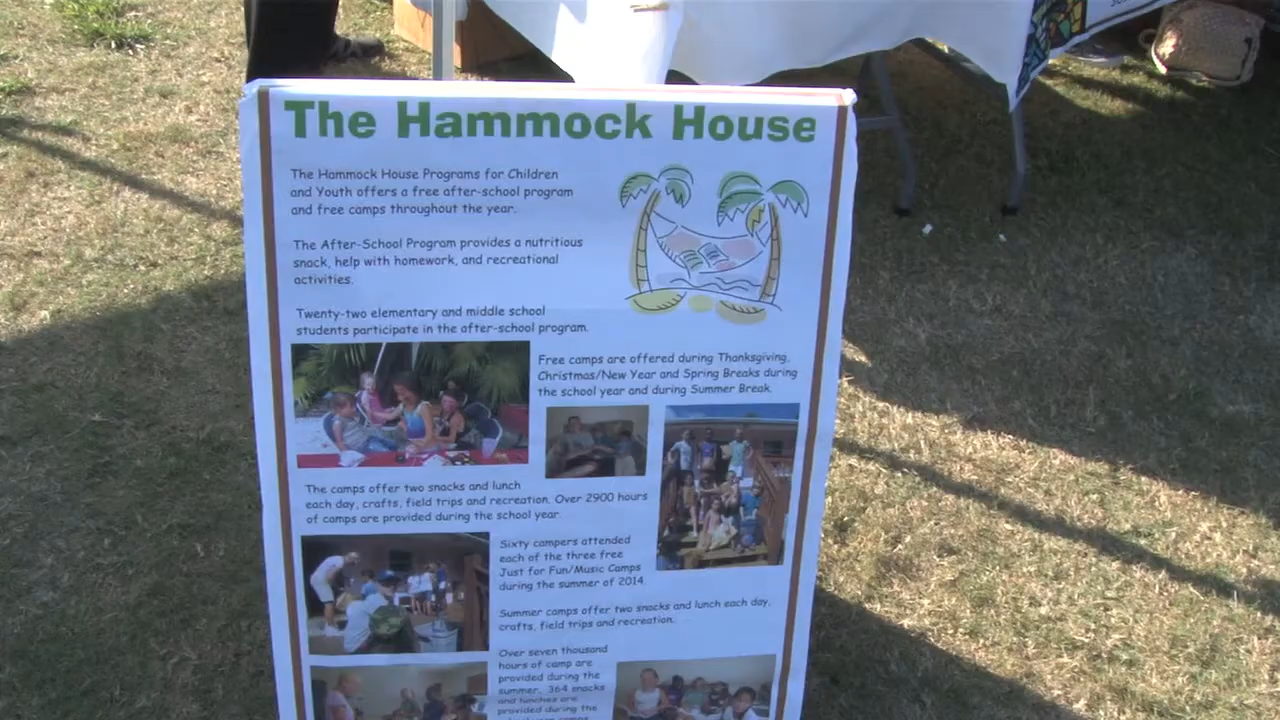 The Hammock House
The Hammock House Programs for Children
and Youth offers a free after-school program
and free camps throughout the year.
The After-School Program provides a nutritious
snack, help with homework, and recreational
activities.
Twenty-two elementary and middle school
students participate in the after-school program.
Free camps are offered during Thanksgiving,
Christmas/New Year and Spring Breaks during
the school year and during Summer Break.
The camps offer two snacks and lunch
each day, crafts, field trips and recreation. Over 2900 hours
of camps are provided during the school year.
Sixty campers attended
each of the three free
Just for Fun/Music Camps
during the summer of 2014.
Summer camps offer two snacks and lunch each day,
crafts, field trips and recreation.
Over seven thousand
hours of camp are
provided during the
summer. 364 snacks
and lunches are
provided during the